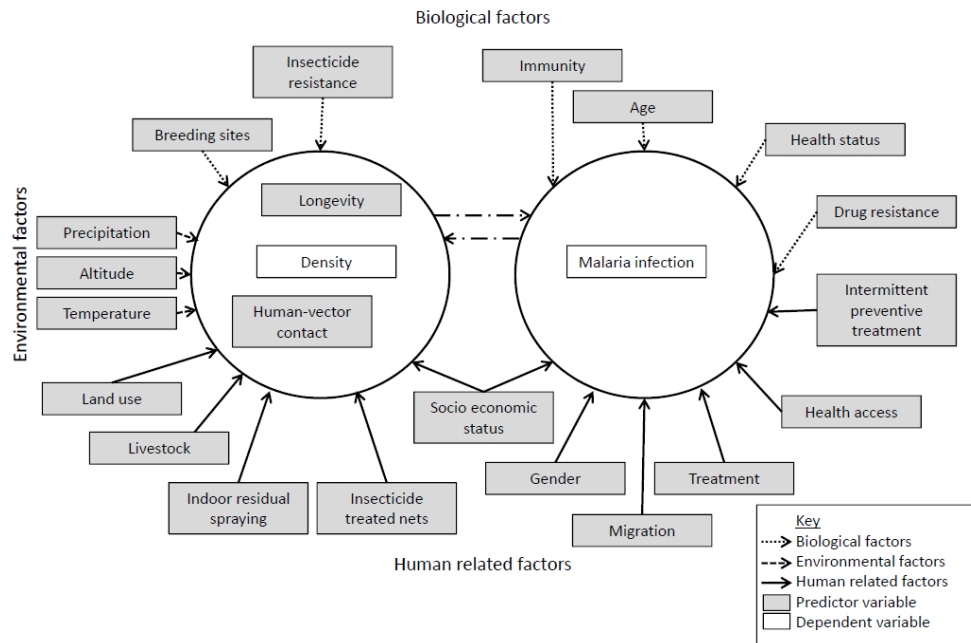 Biological factors
Insecticide
resistance
Immunity
Age
Breeding sites
Health status
Longevity
Drug resistance
Environmental factors
Precipitation
Altitude
Temperature
Density
Malaria infection
Human-vector
contact
Intermittent
preventive
treatment
Land use
Livestock
Socio economic
status
Health access
Indoor residual
spraying
Insecticide
treated nets
Gender
Treatment
Migration
Human related factors
Key
Biological factors
Environmental factors
Human related factors
Predictor variable
Dependent variable